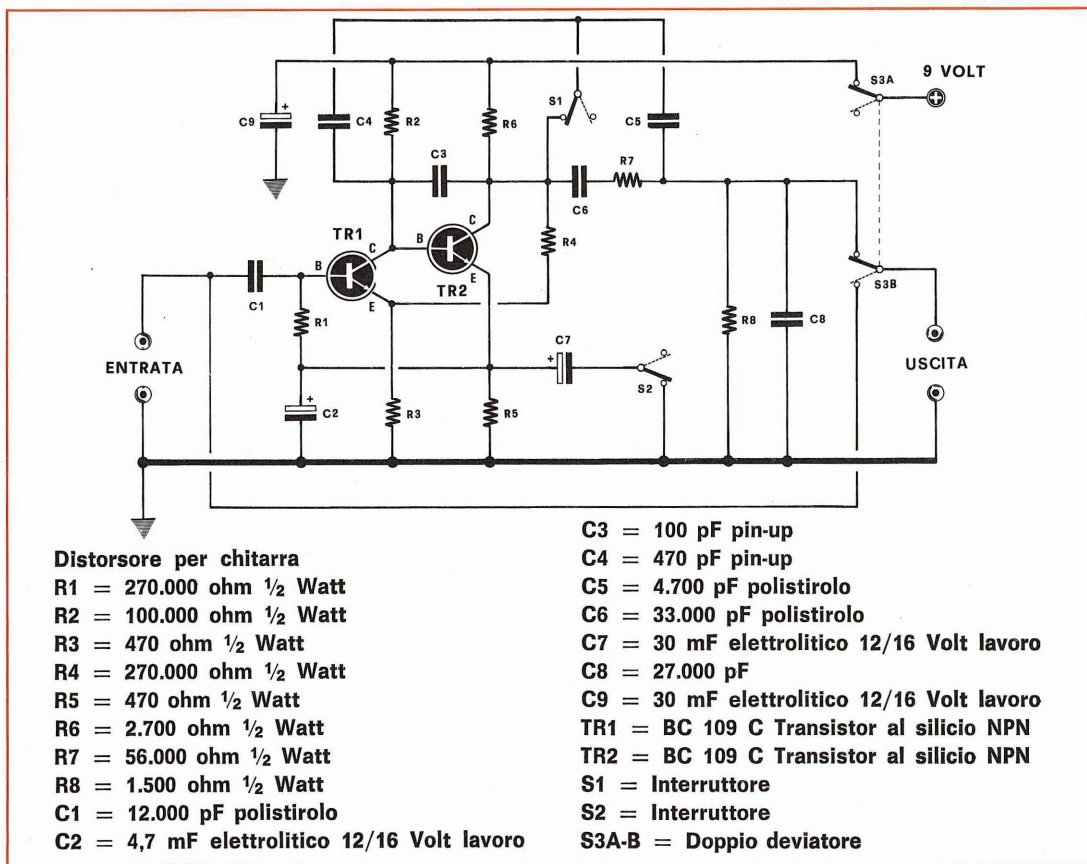 9 VOLT
S3A
S1
C9
+
C4
R2
R6
C5
C3
R7
C6
TR1
C
B
C
R4
B
E
TR2
S3B
C1
E
R1
R8
C8
C7
+
ENTRATA
S2
USCITA
+
C2
R3
R5
Distorsore per chitarra
R1 = 270.000 ohm ½ Watt
R2 = 100.000 ohm ½ Watt
R3 = 470 ohm ½ Watt
R4 = 270.000 ohm ½ Watt
R5 = 470 ohm ½ Watt
R6 = 2.700 ohm ½ Watt
R7 = 56.000 ohm ½ Watt
R8 = 1.500 ohm ½ Watt
C1 = 12.000 pF polistirolo
C2 = 4,7 mF elettrolitico 12/16 Volt lavoro
C3 = 100 pF pin-up
C4 = 470 pF pin-up
C5 = 4.700 pF polistirolo
C6 = 33.000 pF polistirolo
C7 = 30 mF elettrolitico 12/16 Volt lavoro
C8 = 27.000 pF
C9 = 30 mF elettrolitico 12/16 Volt lavoro
TR1 = BC 109 C Transistor al silicio NPN
TR2 = BC 109 C Transistor al silicio NPN
S1 = Interruttore
S2 = Interruttore
S3A-B = Doppio deviatore